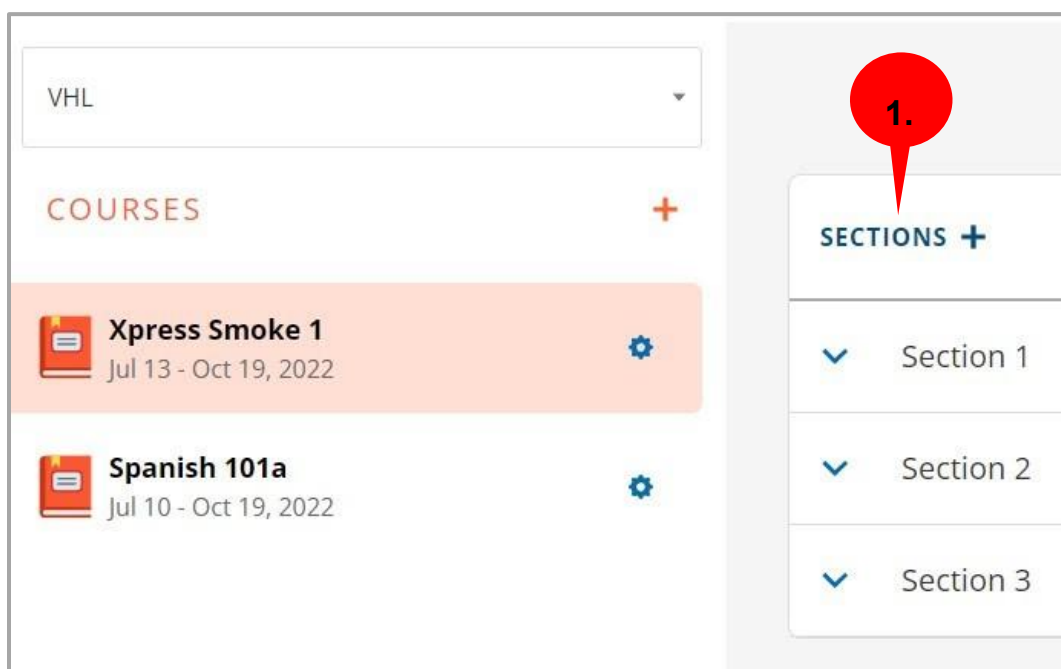 VHL
COURSES +
Xpress Smoke 1
Jul 13 - Oct 19, 2022
Spanish 101a
Jul 10 - Oct 19, 2022
1.
SECTIONS +
Section 1
Section 2
Section 3